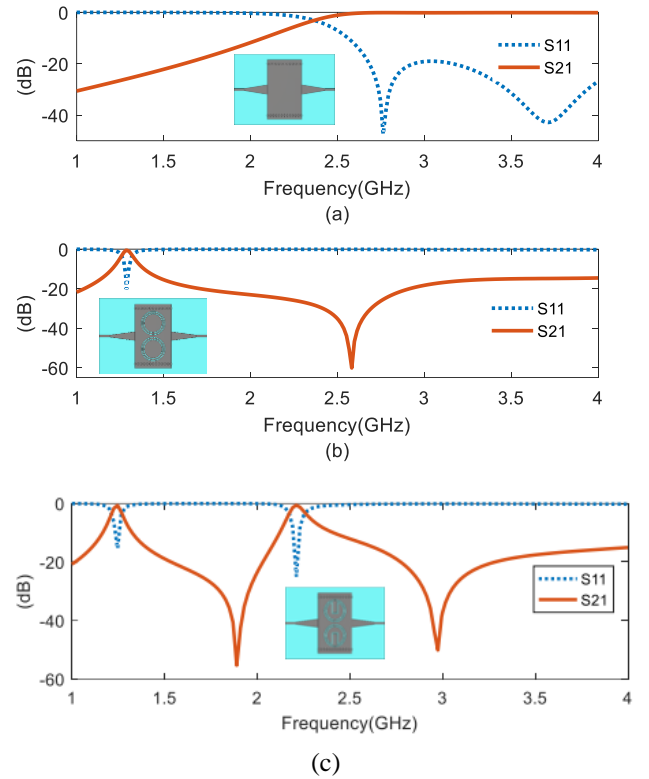 0
-20
-40
(dB)
S11
S21
1 1.5 2 2.5 3 3.5 4
Frequency(GHz)
(a)
0
-20
-40
-60
(dB)
S11
S21
1 1.5 2 2.5 3 3.5 4
Frequency(GHz)
(b)
0
-20
-40
-60
(dB)
S11
S21
1 1.5 2 2.5 3 3.5 4
Frequency(GHz)
(c)